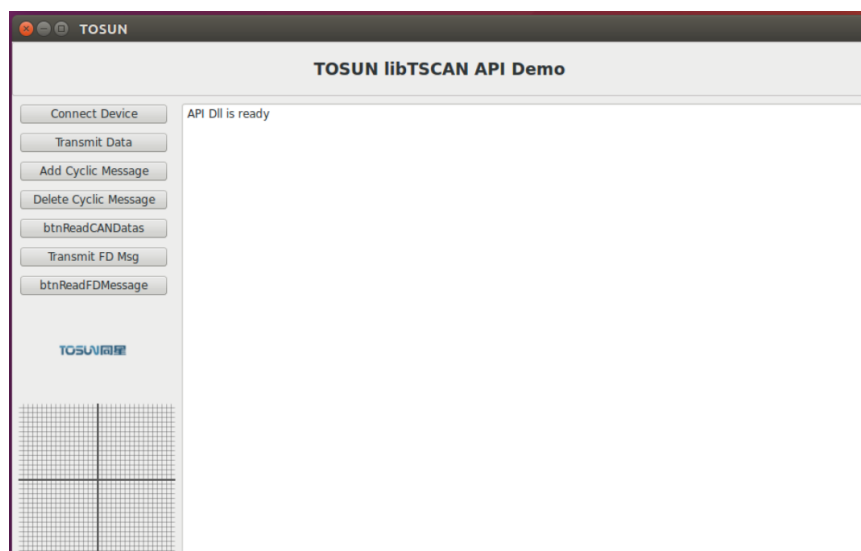 TOSUN
TOSUN libTSCAN API Demo
Connect Device
API Dll is ready
Transmit Data
Add Cyclic Message
Delete Cyclic Message
btnReadCANDatas
Transmit FD Msg
btnReadFDMessage
TOSUN同星